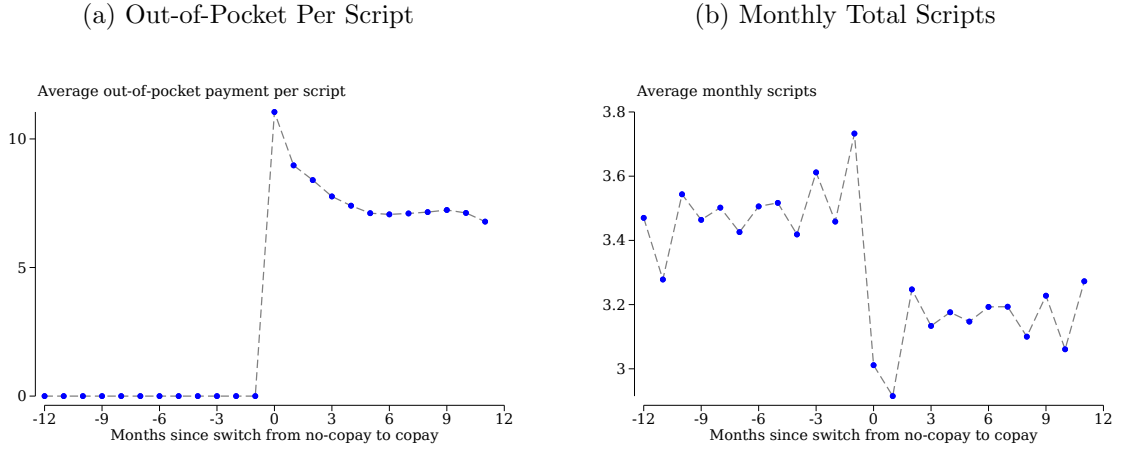 (a) Out-of-Pocket Per Script
Average out-of-pocket payment per script
10
5
0
-12 -9 -6 -3 0 3 6 9 12
Months since switch from no-copay to copay
(b) Monthly Total Scripts
Average monthly scripts
3.8
3.6
3.4
3.2
3
-12 -9 -6 -3 0 3 6 9 12
Months since switch from no-copay to copay